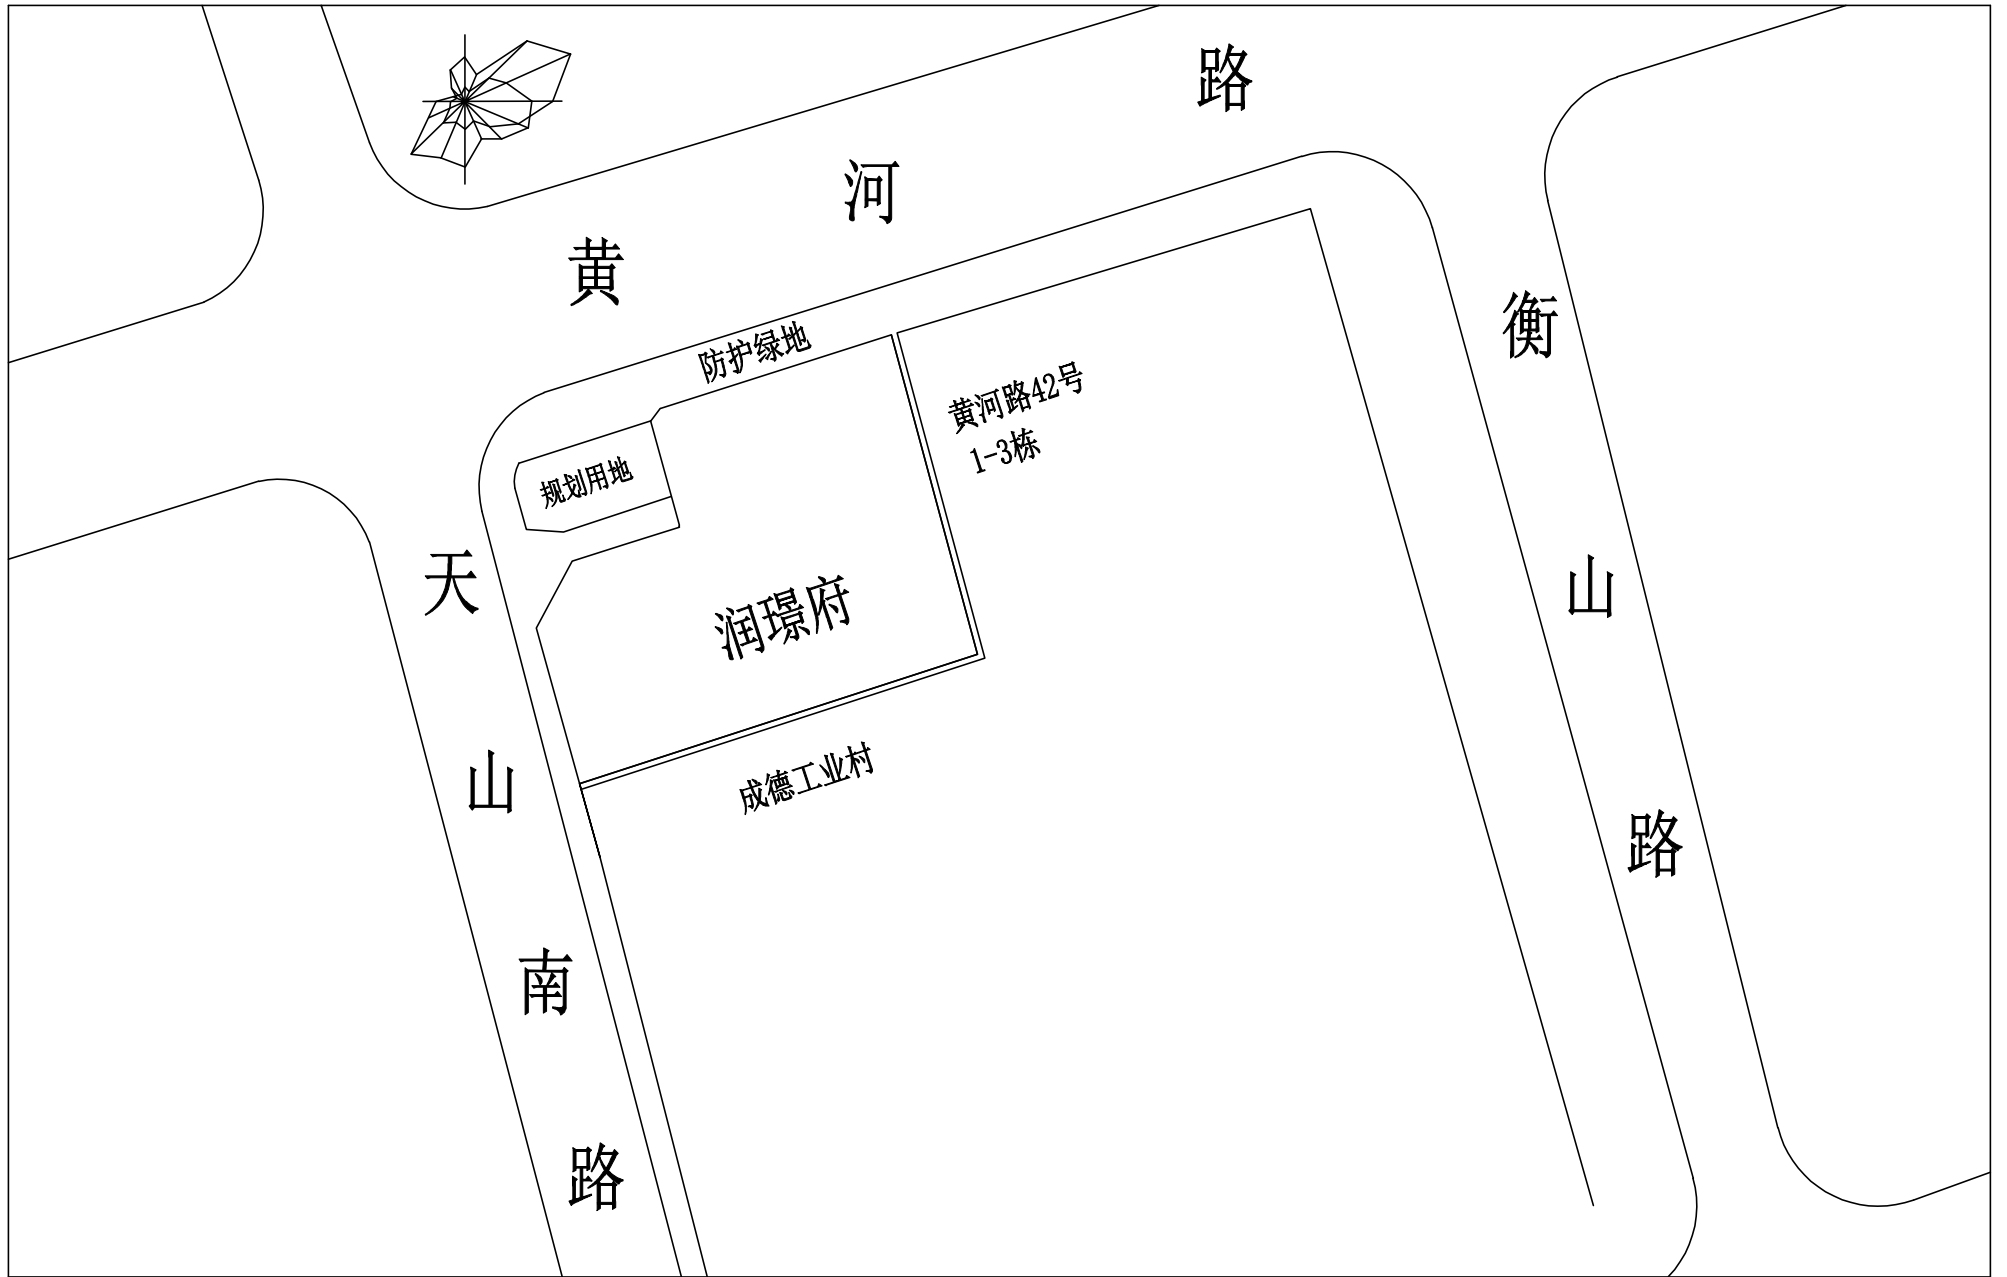 黄河路
防护绿地
黄河路42号
1-3栋
规划用地
润璟府
成德工业村
天山南路
衡山路